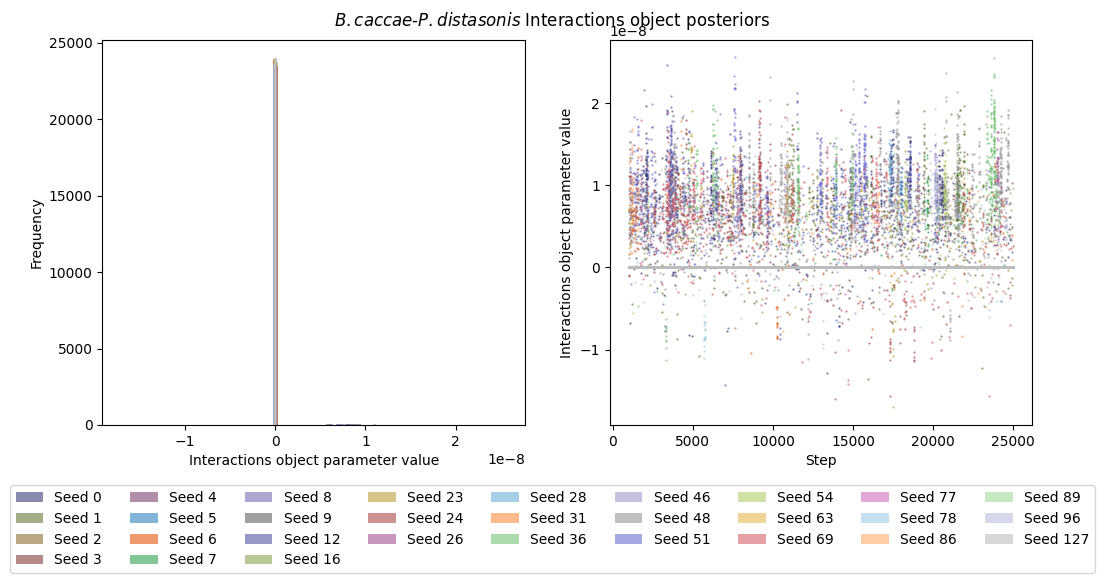 B. caccae-P. distasonis Interactions object posteriors
25000
20000
15000
10000
5000
0
Frequency
−1 0 1 2
1e−8
Interactions object parameter value
1e−8
2
1
0
−1
Interactions object parameter value
0 5000 10000 15000 20000 25000
Step
Seed 0 Seed 4 Seed 8 Seed 23 Seed 28 Seed 46 Seed 54 Seed 77 Seed 89
Seed 1 Seed 5 Seed 9 Seed 24 Seed 31 Seed 48 Seed 63 Seed 78 Seed 96
Seed 2 Seed 6 Seed 12 Seed 26 Seed 36 Seed 51 Seed 69 Seed 86 Seed 127
Seed 3 Seed 7 Seed 16